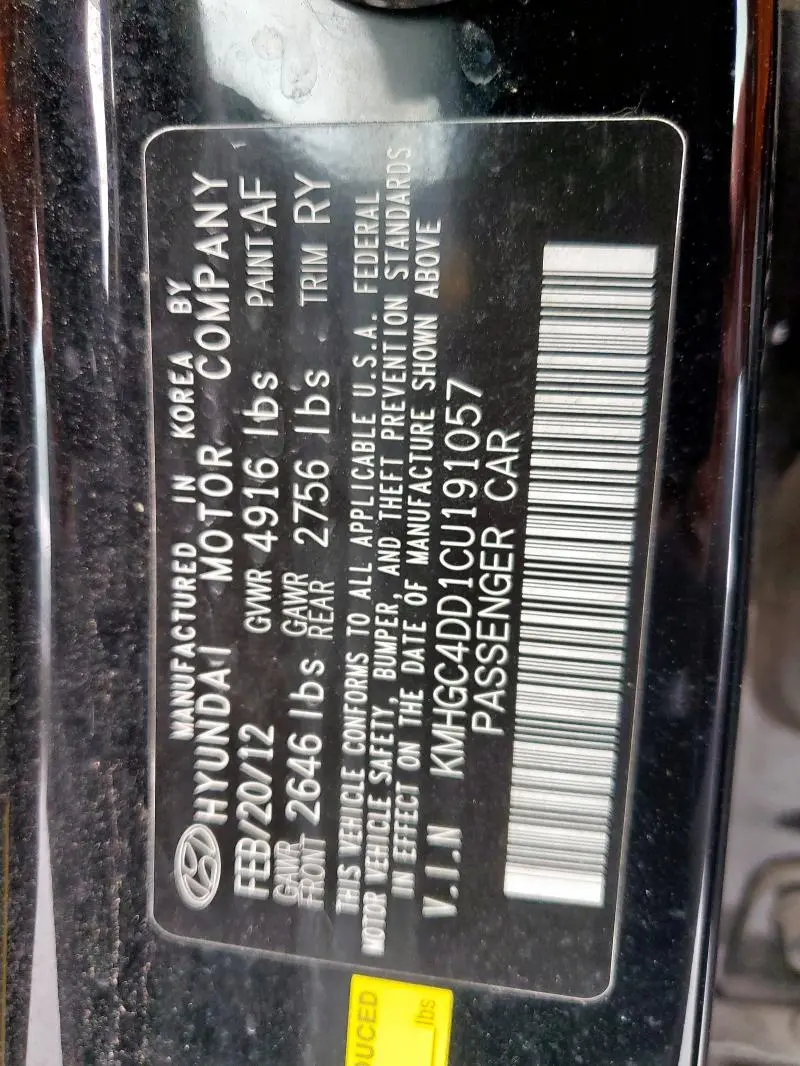 MANUFACTURED IN KOREA BY
HYUNDAI MOTOR COMPANY
FEB/20/12 GVWR 4916 lbs PAINT AF
GAWR FRONT 2646 lbs GAWR REAR 2756 lbs TRIM RY
THIS VEHICLE CONFORMS TO ALL APPLICABLE U.S.A. FEDERAL
MOTOR VEHICLE SAFETY, BUMPER, AND THEFT PREVENTION STANDARDS
IN EFFECT ON THE DATE OF MANUFACTURE SHOWN ABOVE
V.I.N KMHGC4DD1CU191057
PASSENGER CAR
UCED
lbs